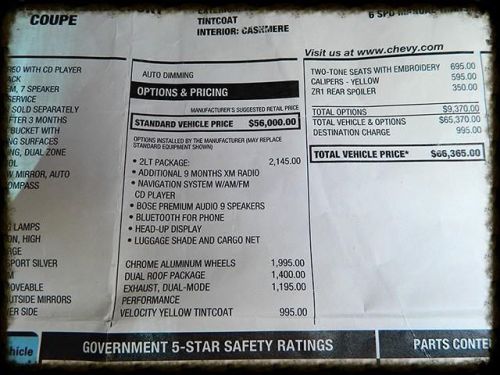 COUPE
TINTCOAT
INTERIOR: CASHMERE
6 SPD MANUAL
Visit us at www.chevy.com
WITH CD PLAYER
ACK
EM, 7 SPEAKER
SERVICE
SOLD SEPARATELY
AFTER 3 MONTHS
BUCKET WITH
NG SURFACES
NG, DUAL ZONE
OL
W MIRROR, AUTO
OMPASS
G LAMPS
ON, HIGH
RGE
SPORT SILVER
M
MOVEABLE
OUTSIDE MIRRORS
ER SIDE
AUTO DIMMING
OPTIONS & PRICING
MANUFACTURER'S SUGGESTED RETAIL PRICE
STANDARD VEHICLE PRICE $56,000.00
OPTIONS INSTALLED BY THE MANUFACTURER (MAY REPLACE
STANDARD EQUIPMENT SHOWN)
• 2LT PACKAGE: 2,145.00
• ADDITIONAL 9 MONTHS XM RADIO
• NAVIGATION SYSTEM W/AM/FM
CD PLAYER
• BOSE PREMIUM AUDIO 9 SPEAKERS
• BLUETOOTH FOR PHONE
• HEAD-UP DISPLAY
• LUGGAGE SHADE AND CARGO NET
CHROME ALUMINUM WHEELS 1,995.00
DUAL ROOF PACKAGE 1,400.00
EXHAUST, DUAL-MODE 1,195.00
PERFORMANCE
VELOCITY YELLOW TINTCOAT 995.00
TWO-TONE SEATS WITH EMBROIDERY 695.00
CALIPERS - YELLOW 595.00
ZR1 REAR SPOILER 350.00
TOTAL OPTIONS $9,370.00
TOTAL VEHICLE & OPTIONS $65,370.00
DESTINATION CHARGE 995.00
TOTAL VEHICLE PRICE* $66,365.00
ehicle
GOVERNMENT 5-STAR SAFETY RATINGS
PARTS CONTE